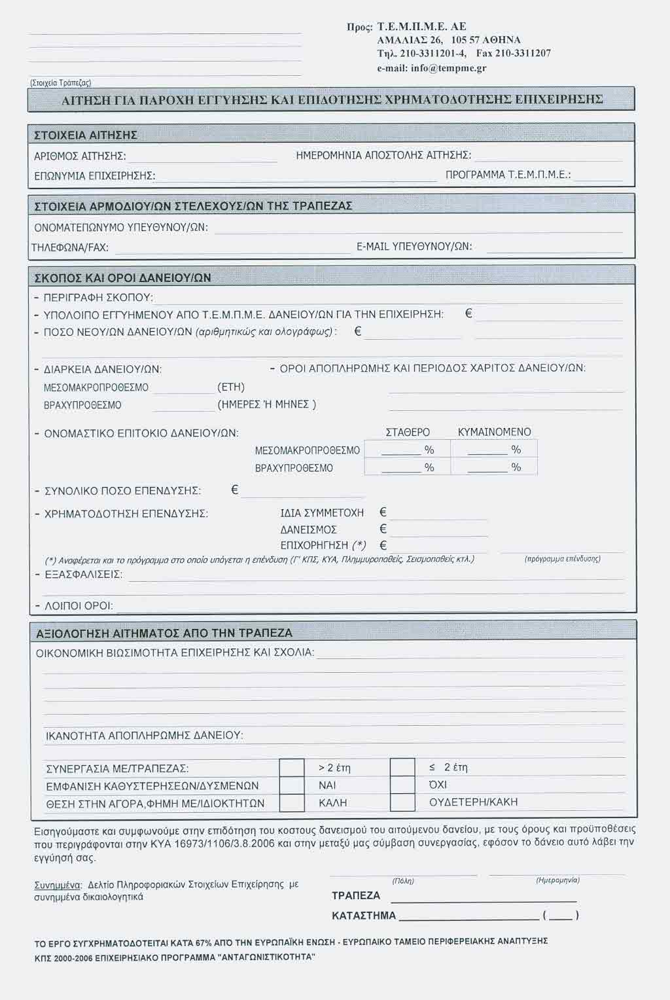 Προς: Τ.Ε.Μ.Π.Μ.Ε. ΑΕ
ΑΜΑΛΙΑΣ 26, 105 57 ΑΘΗΝΑ
Τηλ. 210-3311201-4, Fax 210-3311207
e-mail: info@tempme.gr
(Στοιχεία Τράπεζας)
ΑΙΤΗΣΗ ΓΙΑ ΠΑΡΟΧΗ ΕΓΓΥΗΣΗΣ ΚΑΙ ΕΠΙΔΟΤΗΣΗΣ ΧΡΗΜΑΤΟΔΟΤΗΣΗΣ ΕΠΙΧΕΙΡΗΣΗΣ
ΣΤΟΙΧΕΙΑ ΑΙΤΗΣΗΣ
ΑΡΙΘΜΟΣ ΑΙΤΗΣΗΣ: ΗΜΕΡΟΜΗΝΙΑ ΑΠΟΣΤΟΛΗΣ ΑΙΤΗΣΗΣ:
ΕΠΩΝΥΜΙΑ ΕΠΙΧΕΙΡΗΣΗΣ: ΠΡΟΓΡΑΜΜΑ Τ.Ε.Μ.Π.Μ.Ε.:
ΣΤΟΙΧΕΙΑ ΑΡΜΟΔΙΟΥ/ΩΝ ΣΤΕΛΕΧΟΥΣ/ΩΝ ΤΗΣ ΤΡΑΠΕΖΑΣ
ΟΝΟΜΑΤΕΠΩΝΥΜΟ ΥΠΕΥΘΥΝΟΥ/ΩΝ:
ΤΗΛΕΦΩΝΑ/FAX: E-MAIL ΥΠΕΥΘΥΝΟΥ/ΩΝ:
ΣΚΟΠΟΣ ΚΑΙ ΟΡΟΙ ΔΑΝΕΙΟΥ/ΩΝ
- ΠΕΡΙΓΡΑΦΗ ΣΚΟΠΟΥ:
- ΥΠΟΛΟΙΠΟ ΕΓΓΥΗΜΕΝΟΥ ΑΠΟ Τ.Ε.Μ.Π.Μ.Ε. ΔΑΝΕΙΟΥ/ΩΝ ΓΙΑ ΤΗΝ ΕΠΙΧΕΙΡΗΣΗ: €
- ΠΟΣΟ ΝΕΟΥ/ΩΝ ΔΑΝΕΙΟΥ/ΩΝ (αριθμητικώς και ολογράφως) : €
- ΔΙΑΡΚΕΙΑ ΔΑΝΕΙΟΥ/ΩΝ: - ΟΡΟΙ ΑΠΟΠΛΗΡΩΜΗΣ ΚΑΙ ΠΕΡΙΟΔΟΣ ΧΑΡΙΤΟΣ ΔΑΝΕΙΟΥ/ΩΝ:
ΜΕΣΟΜΑΚΡΟΠΡΟΘΕΣΜΟ (ΕΤΗ)
ΒΡΑΧΥΠΡΟΘΕΣΜΟ (ΗΜΕΡΕΣ Ή ΜΗΝΕΣ )
- ΟΝΟΜΑΣΤΙΚΟ ΕΠΙΤΟΚΙΟ ΔΑΝΕΙΟΥ/ΩΝ: ΣΤΑΘΕΡΟ ΚΥΜΑΙΝΟΜΕΝΟ
ΜΕΣΟΜΑΚΡΟΠΡΟΘΕΣΜΟ ______ % ______ %
ΒΡΑΧΥΠΡΟΘΕΣΜΟ ______ % ______ %
- ΣΥΝΟΛΙΚΟ ΠΟΣΟ ΕΠΕΝΔΥΣΗΣ: €
- ΧΡΗΜΑΤΟΔΟΤΗΣΗ ΕΠΕΝΔΥΣΗΣ: ΙΔΙΑ ΣΥΜΜΕΤΟΧΗ €
ΔΑΝΕΙΣΜΟΣ €
ΕΠΙΧΟΡΗΓΗΣΗ (*) €
(*) Αναφέρεται και το πρόγραμμα στο οποίο υπάγεται η επένδυση (Γ' ΚΠΣ, ΚΥΑ, Πλημμυροπαθείς, Σεισμοπαθείς κτλ.) (πρόγραμμα επένδυσης)
- ΕΞΑΣΦΑΛΙΣΕΙΣ:
- ΛΟΙΠΟΙ ΟΡΟΙ:
ΑΞΙΟΛΟΓΗΣΗ ΑΙΤΗΜΑΤΟΣ ΑΠΟ ΤΗΝ ΤΡΑΠΕΖΑ
ΟΙΚΟΝΟΜΙΚΗ ΒΙΩΣΙΜΟΤΗΤΑ ΕΠΙΧΕΙΡΗΣΗΣ ΚΑΙ ΣΧΟΛΙΑ:
ΙΚΑΝΟΤΗΤΑ ΑΠΟΠΛΗΡΩΜΗΣ ΔΑΝΕΙΟΥ:
ΣΥΝΕΡΓΑΣΙΑ ΜΕ/ΤΡΑΠΕΖΑΣ: > 2 έτη ≤ 2 έτη
ΕΜΦΑΝΙΣΗ ΚΑΘΥΣΤΕΡΗΣΕΩΝ/ΔΥΣΜΕΝΩΝ ΝΑΙ ΌΧΙ
ΘΕΣΗ ΣΤΗΝ ΑΓΟΡΑ,ΦΗΜΗ ΜΕ/ΙΔΙΟΚΤΗΤΩΝ ΚΑΛΗ ΟΥΔΕΤΕΡΗ/ΚΑΚΗ
Εισηγούμαστε και συμφωνούμε στην επιδότηση του κοστους δανεισμού του αιτούμενου δανείου, με τους όρους και προϋποθέσεις
που περιγράφονται στην ΚΥΑ 16973/1106/3.8.2006 και στην μεταξύ μας σύμβαση συνεργασίας, εφόσον το δάνειο αυτό λάβει την
εγγύησή σας.
(Πόλη) (Ημερομηνία)
Συνημμένα: Δελτίο Πληροφοριακών Στοιχείων Επιχείρησης με
συνημμένα δικαιολογητικά
ΤΡΑΠΕΖΑ
ΚΑΤΑΣΤΗΜΑ ( ___ )
ΤΟ ΕΡΓΟ ΣΥΓΧΡΗΜΑΤΟΔΟΤΕΙΤΑΙ ΚΑΤΆ 67% ΑΠΌ ΤΗΝ ΕΥΡΩΠΑΪΚΗ ΕΝΩΣΗ - ΕΥΡΩΠΑΙΚΟ ΤΑΜΕΙΟ ΠΕΡΙΦΕΡΕΙΑΚΗΣ ΑΝΑΠΤΥΞΗΣ
ΚΠΣ 2000-2006 ΕΠΙΧΕΙΡΗΣΙΑΚΟ ΠΡΟΓΡΑΜΜΑ "ΑΝΤΑΓΩΝΙΣΤΙΚΟΤΗΤΑ"